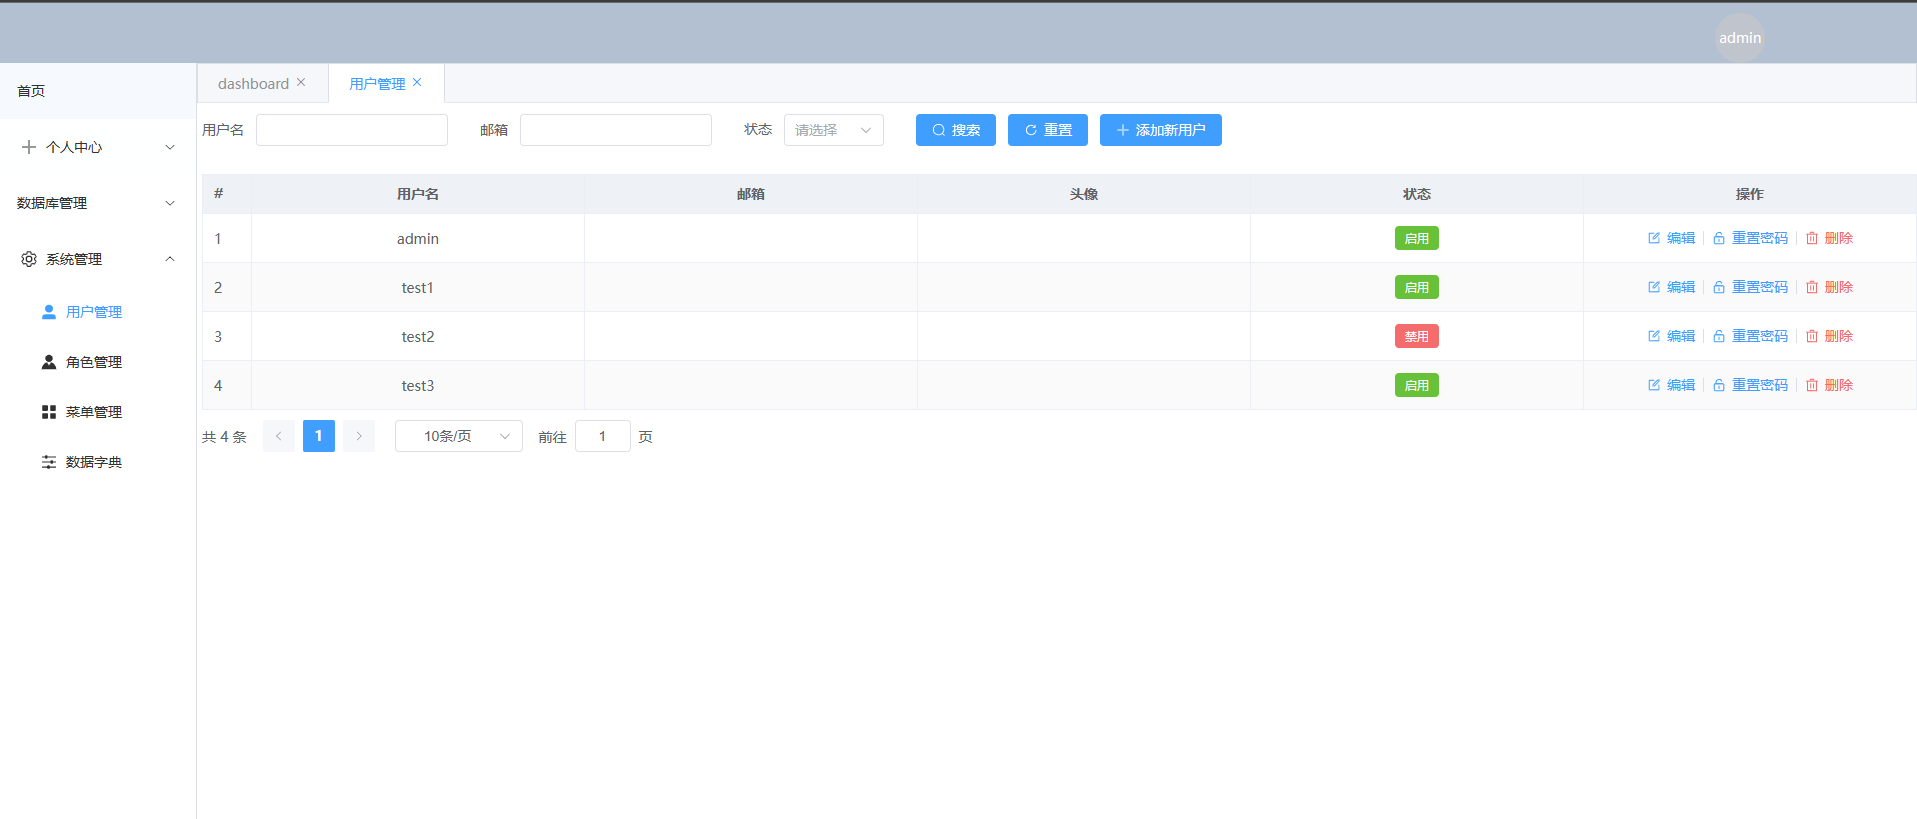 admin
首页
个人中心
数据库管理
系统管理
用户管理
角色管理
菜单管理
数据字典
dashboard 用户管理
用户名 邮箱 状态 请选择 搜索 重置 添加新用户
# 用户名 邮箱 头像 状态 操作
1 admin 启用 编辑 重置密码 删除
2 test1 启用 编辑 重置密码 删除
3 test2 禁用 编辑 重置密码 删除
4 test3 启用 编辑 重置密码 删除
共 4 条 1 10条/页 前往 1 页